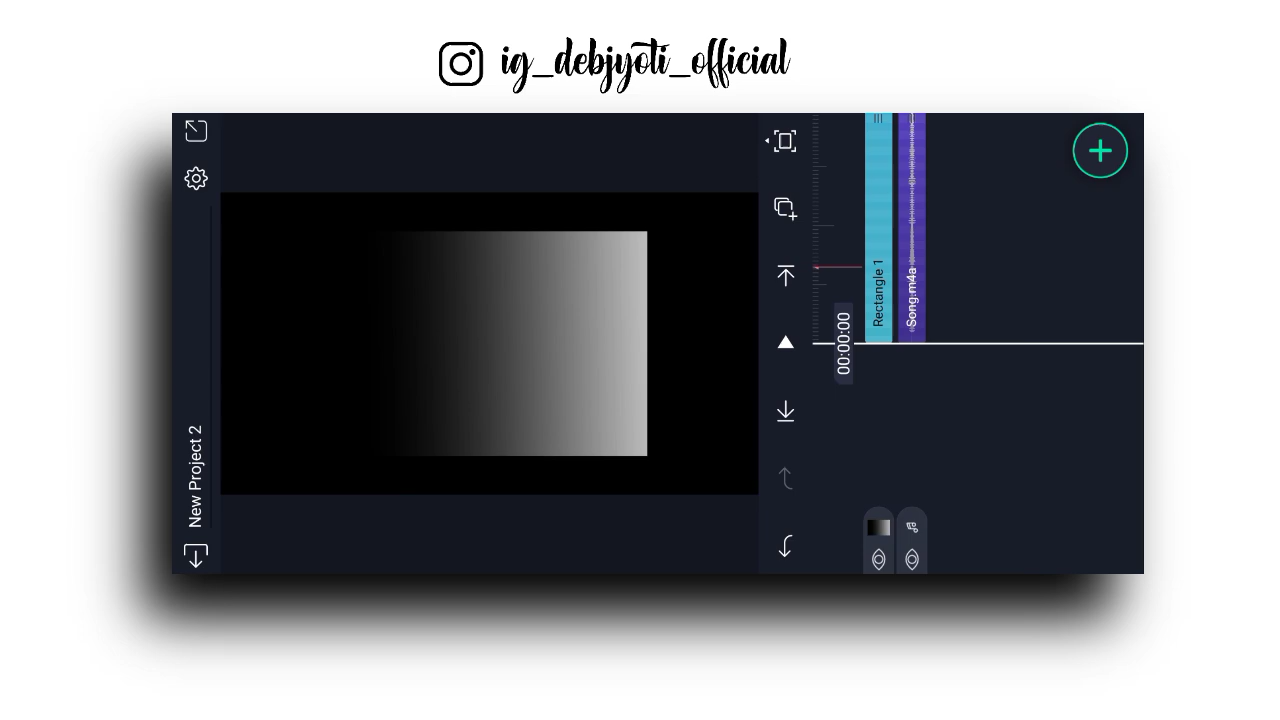 ig_debjyoti_official
New Project 2
00:00:00
Rectangle 1
Song.m4a